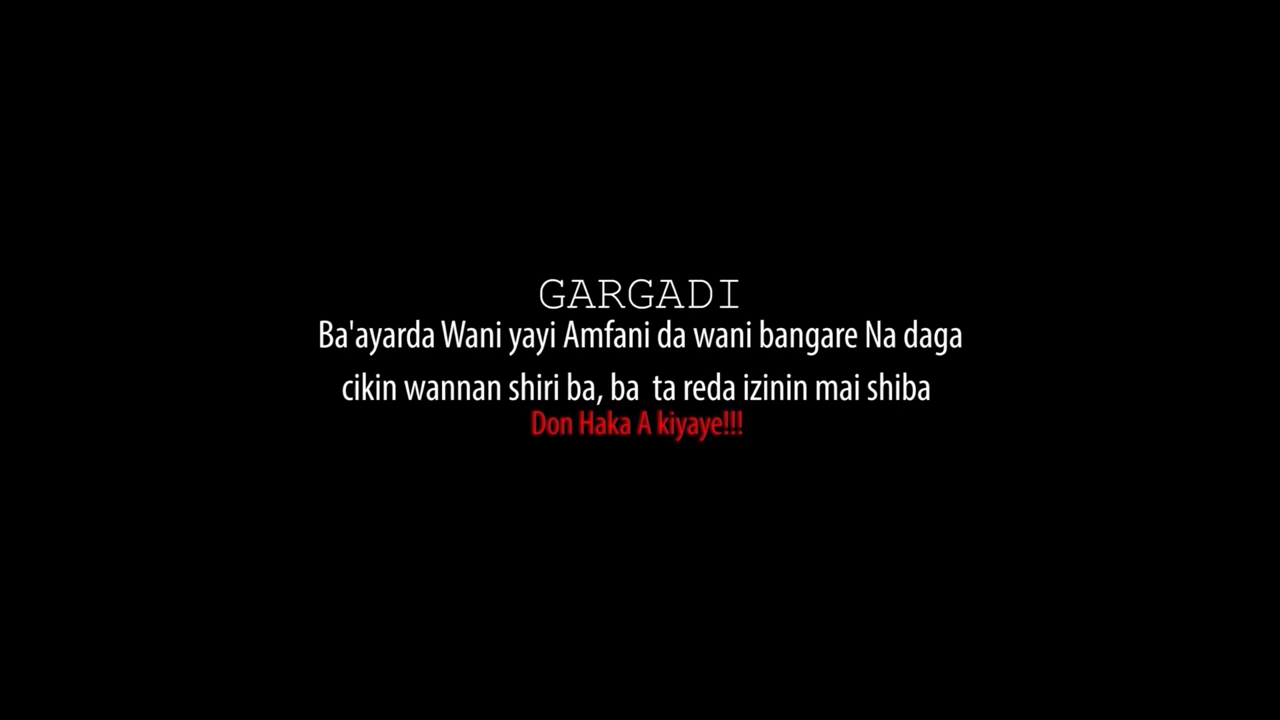 GARGADI
Ba'ayarda Wani yayi Amfani da wani bangare Na daga
cikin wannan shiri ba, ba ta reda izinin mai shiba
Don Haka A kiyaye!!!